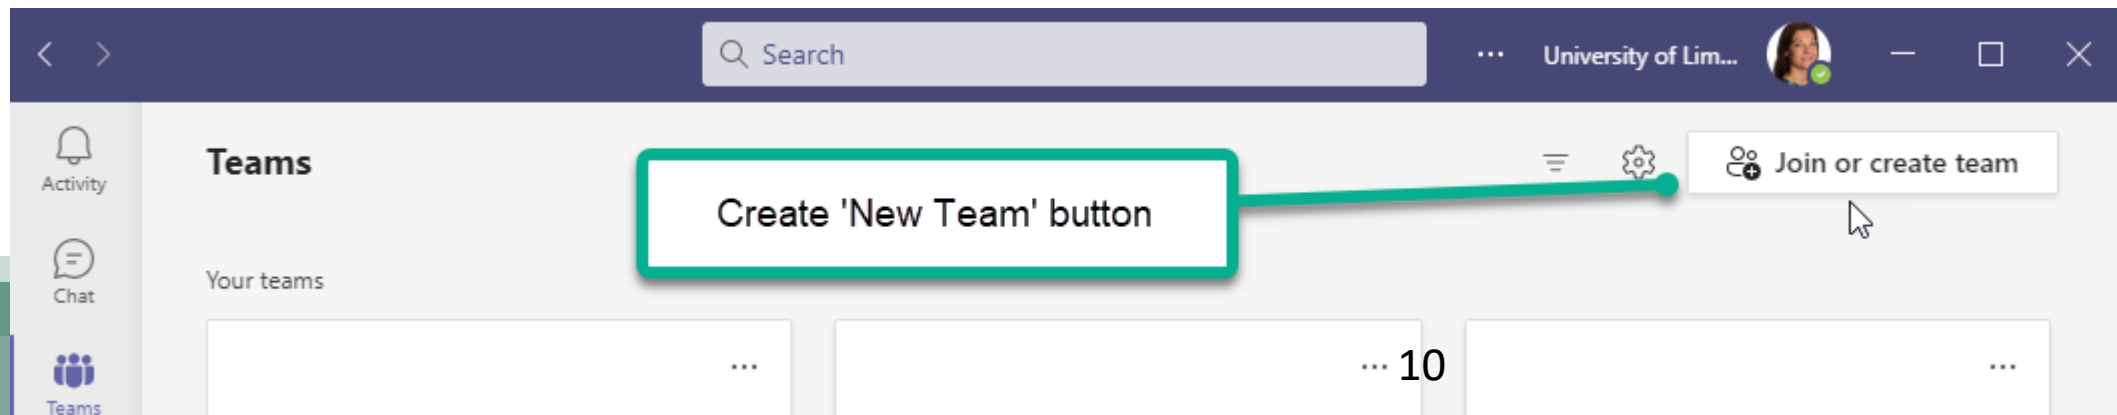 Search
... University of Lim...
Activity
Teams
Create 'New Team' button
Join or create team
Chat
Your teams
... ... 10 ...
Teams